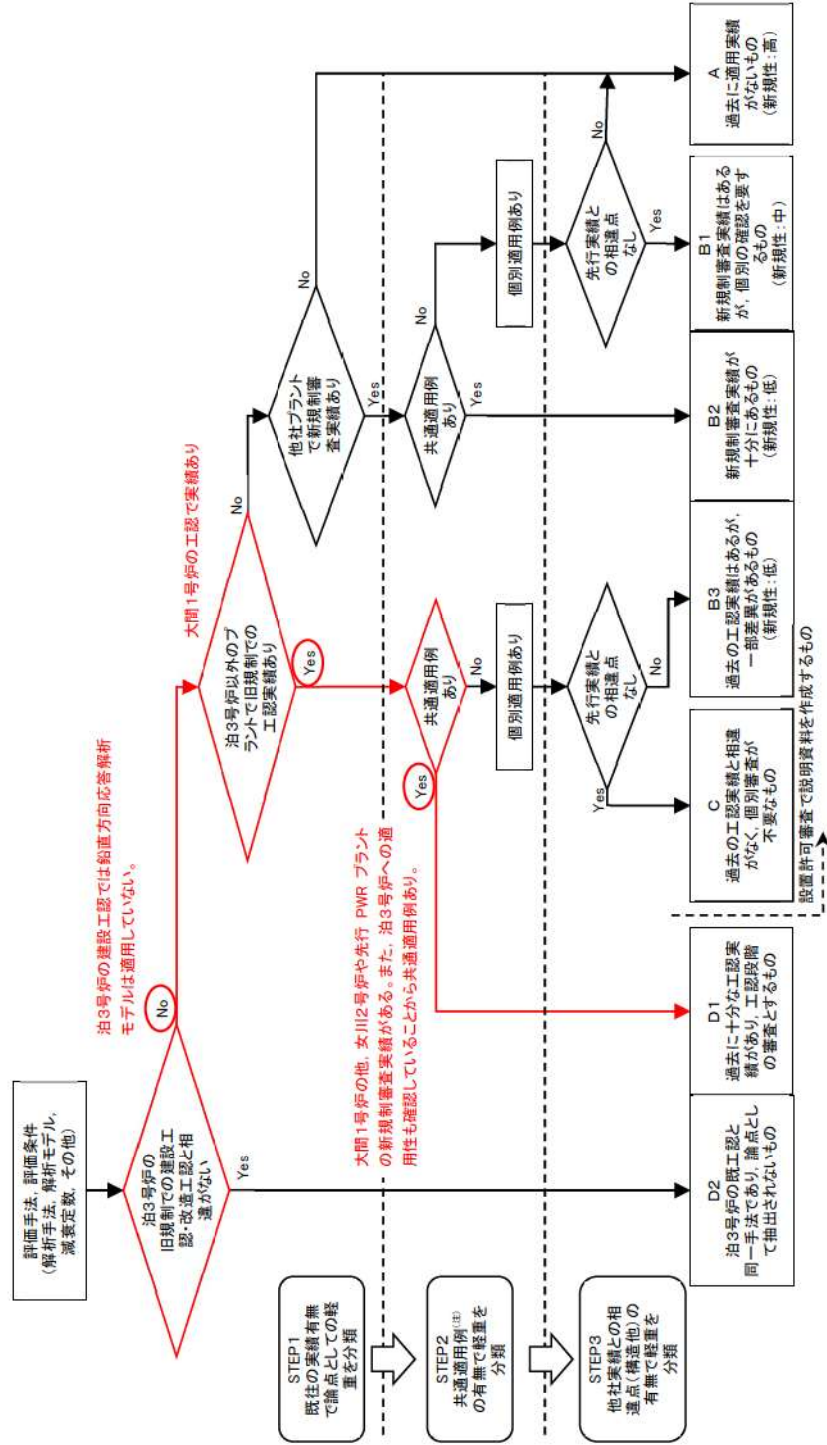 評価手法, 評価条件
(解析手法, 解析モデル,
減衰定数, その他)
泊3号炉の
旧規制での建設工
認・改造工認と相
違がない
No
Yes
泊3号炉の建設工認では鉛直方向応答解析
モデルは適用していない。
泊3号炉以外のプ
ラントで旧規制での
工認実績あり
No
Yes
大間1号炉の工認で実績あり
他社プラント
で新規制審
査実績あり
No
Yes
STEP1
既往の実績有無
で論点としての軽
重を分類
大間1号炉の他, 女川2号炉や先行 PWR プラント
の新規制審査実績がある。また, 泊3号炉への適
用性も確認していることから共通適用例あり。
共通適用例
あり
Yes
No
共通適用例
あり
No
Yes
個別適用例あり
個別適用例あり
STEP2
共通適用例(注)
の有無で軽重を
分類
先行実績と
の相違点
なし
Yes
No
先行実績と
の相違点
なし
No
Yes
STEP3
他社実績との相
違点(構造他)の
有無で軽重を
分類
D2
泊3号炉の既工認と
同一手法であり, 論点とし
て抽出されないもの
D1
過去に十分な工認実
績があり, 工認段階
の審査とするもの
C
過去の工認実績と相違
がなく, 個別審査が
不要なもの
B3
過去の工認実績はあるが,
一部差異があるもの
(新規性:低)
B2
新規制審査実績が
十分にあるもの
(新規性:低)
B1
新規制審査実績はある
が, 個別の確認を要す
るもの
(新規性:中)
A
過去に適用実績
がないもの
(新規性:高)
設置許可審査で説明資料を作成するもの